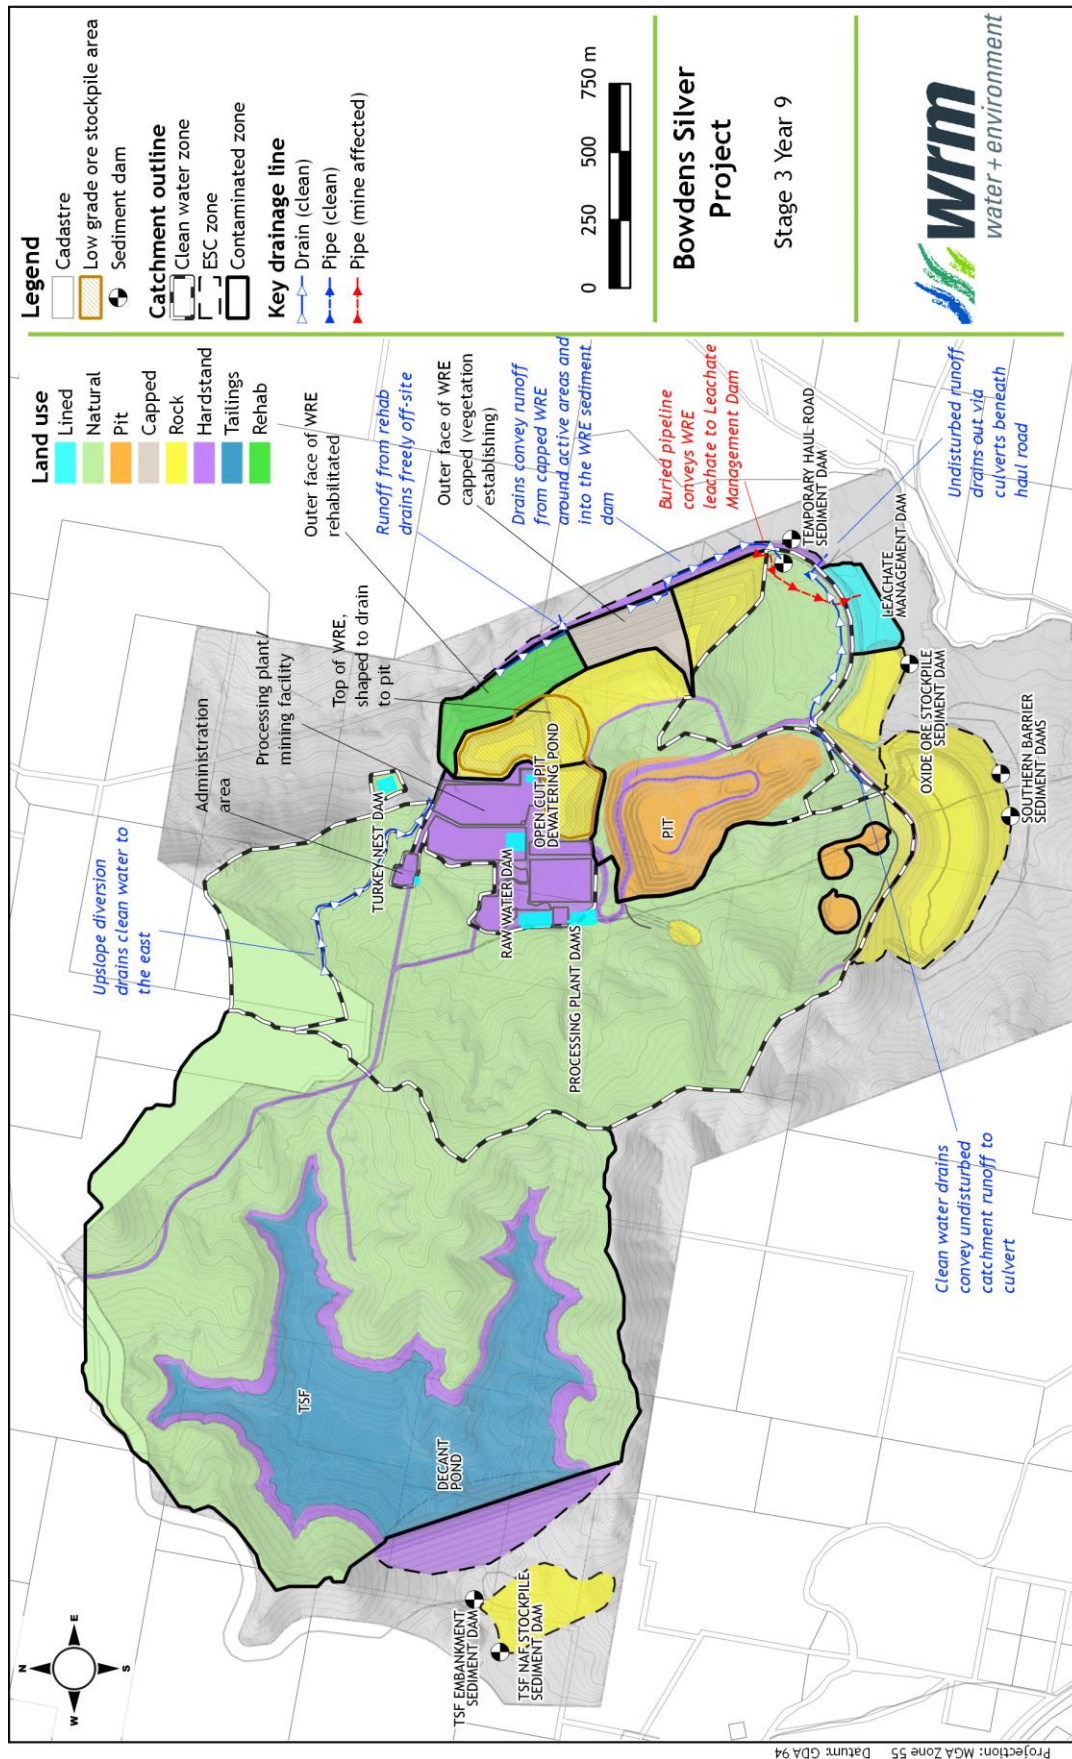 Legend
Cadastre
Low grade ore stockpile area
Sediment dam
Catchment outline
Clean water zone
ESC zone
Contaminated zone
Key drainage line
Drain (clean)
Pipe (clean)
Pipe (mine affected)
0 250 500 750 m
Bowdens Silver
Project
Stage 3 Year 9
wrm
water + environment
Land use
Lined
Natural
Pit
Capped
Rock
Hardstand
Tailings
Rehab
N
E
S
W
Upslope diversion
drains clean water to
the east
Administration
area
Processing plant/
mining facility
Top of WRE,
shaped to drain
to pit
Outer face of WRE
rehabilitated
Runoff from rehab
drains freely off-site
Outer face of WRE
capped (vegetation
establishing)
Drains convey runoff
from capped WRE
around active areas and
into the WRE sediment
dam
Buried pipeline
conveys WRE
leachate to Leachate
Management Dam
TEMPORARY HAUL ROAD
SEDIMENT DAM
Undisturbed runoff
drains out via
culverts beneath
haul road
LEACHATE
MANAGEMENT DAM
OXIDE ORE STOCKPILE
SEDIMENT DAM
SOUTHERN BARRIER
SEDIMENT DAMS
TURKEY NEST DAM
RAW WATER DAM
OPEN CUT PIT
DEWATERING POND
PROCESSING PLANT DAMS
PIT
TSF
DECANT
POND
TSF EMBANKMENT
SEDIMENT DAM
TSF NAF STOCKPILE
SEDIMENT DAM
Clean water drains
convey undisturbed
catchment runoff to
culvert
Projection: MGA Zone 55 Datum: GDA94